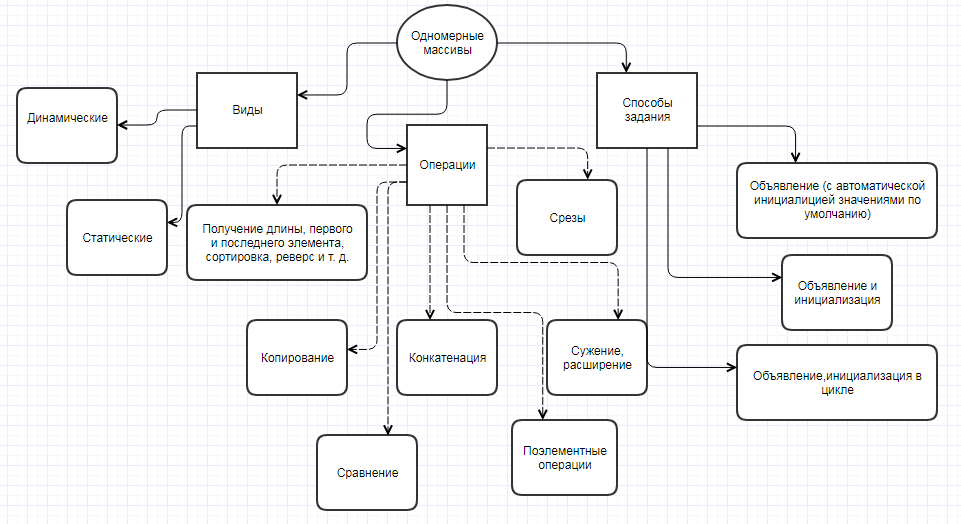 Одномерные
массивы
Виды
Способы
задания
Динамические
Операции
Объявление (с автоматической
инициалицией значениями по
умолчанию)
Срезы
Статические
Получение длины, первого
и последнего элемента,
сортировка, реверс и т. д.
Объявление и
инициализация
Копирование
Конкатенация
Сужение,
расширение
Объявление,инициализация в
цикле
Сравнение
Поэлементные
операции